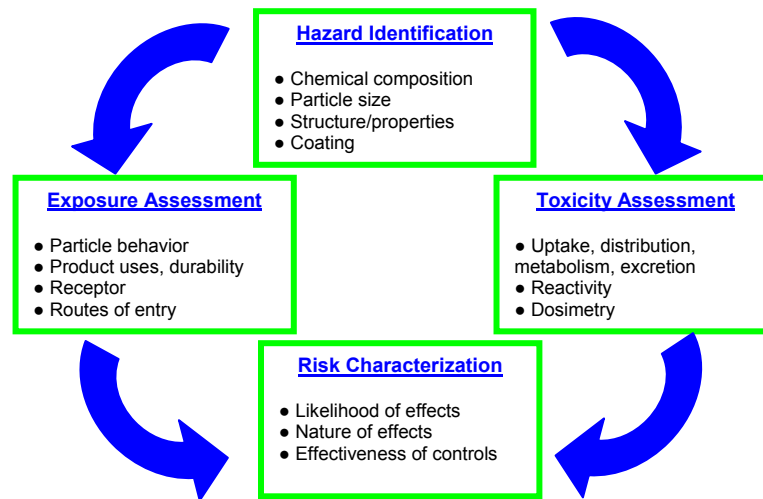 Hazard Identification
● Chemical composition
● Particle size
● Structure/properties
● Coating
Exposure Assessment
● Particle behavior
● Product uses, durability
● Receptor
● Routes of entry
Toxicity Assessment
● Uptake, distribution,
metabolism, excretion
● Reactivity
● Dosimetry
Risk Characterization
● Likelihood of effects
● Nature of effects
● Effectiveness of controls